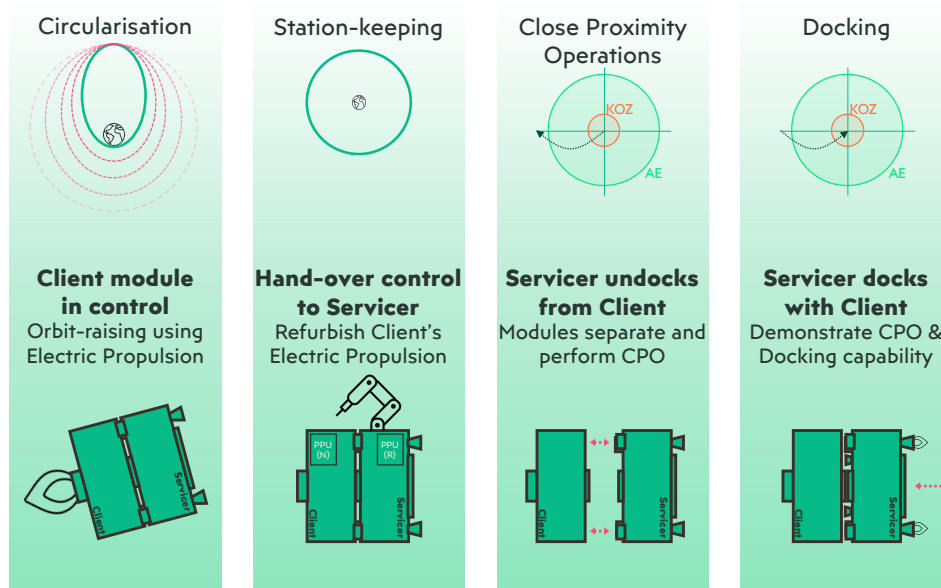 Circularisation
Client module
in control
Orbit-raising using
Electric Propulsion
Client
Servicer
Station-keeping
Hand-over control
to Servicer
Refurbish Client’s
Electric Propulsion
PPU
(N)
PPU
(R)
Client
Servicer
Close Proximity
Operations
KOZ
AE
Servicer undocks
from Client
Modules separate and
perform CPO
Client
Servicer
Docking
KOZ
AE
Servicer docks
with Client
Demonstrate CPO &
Docking capability
Client
Servicer